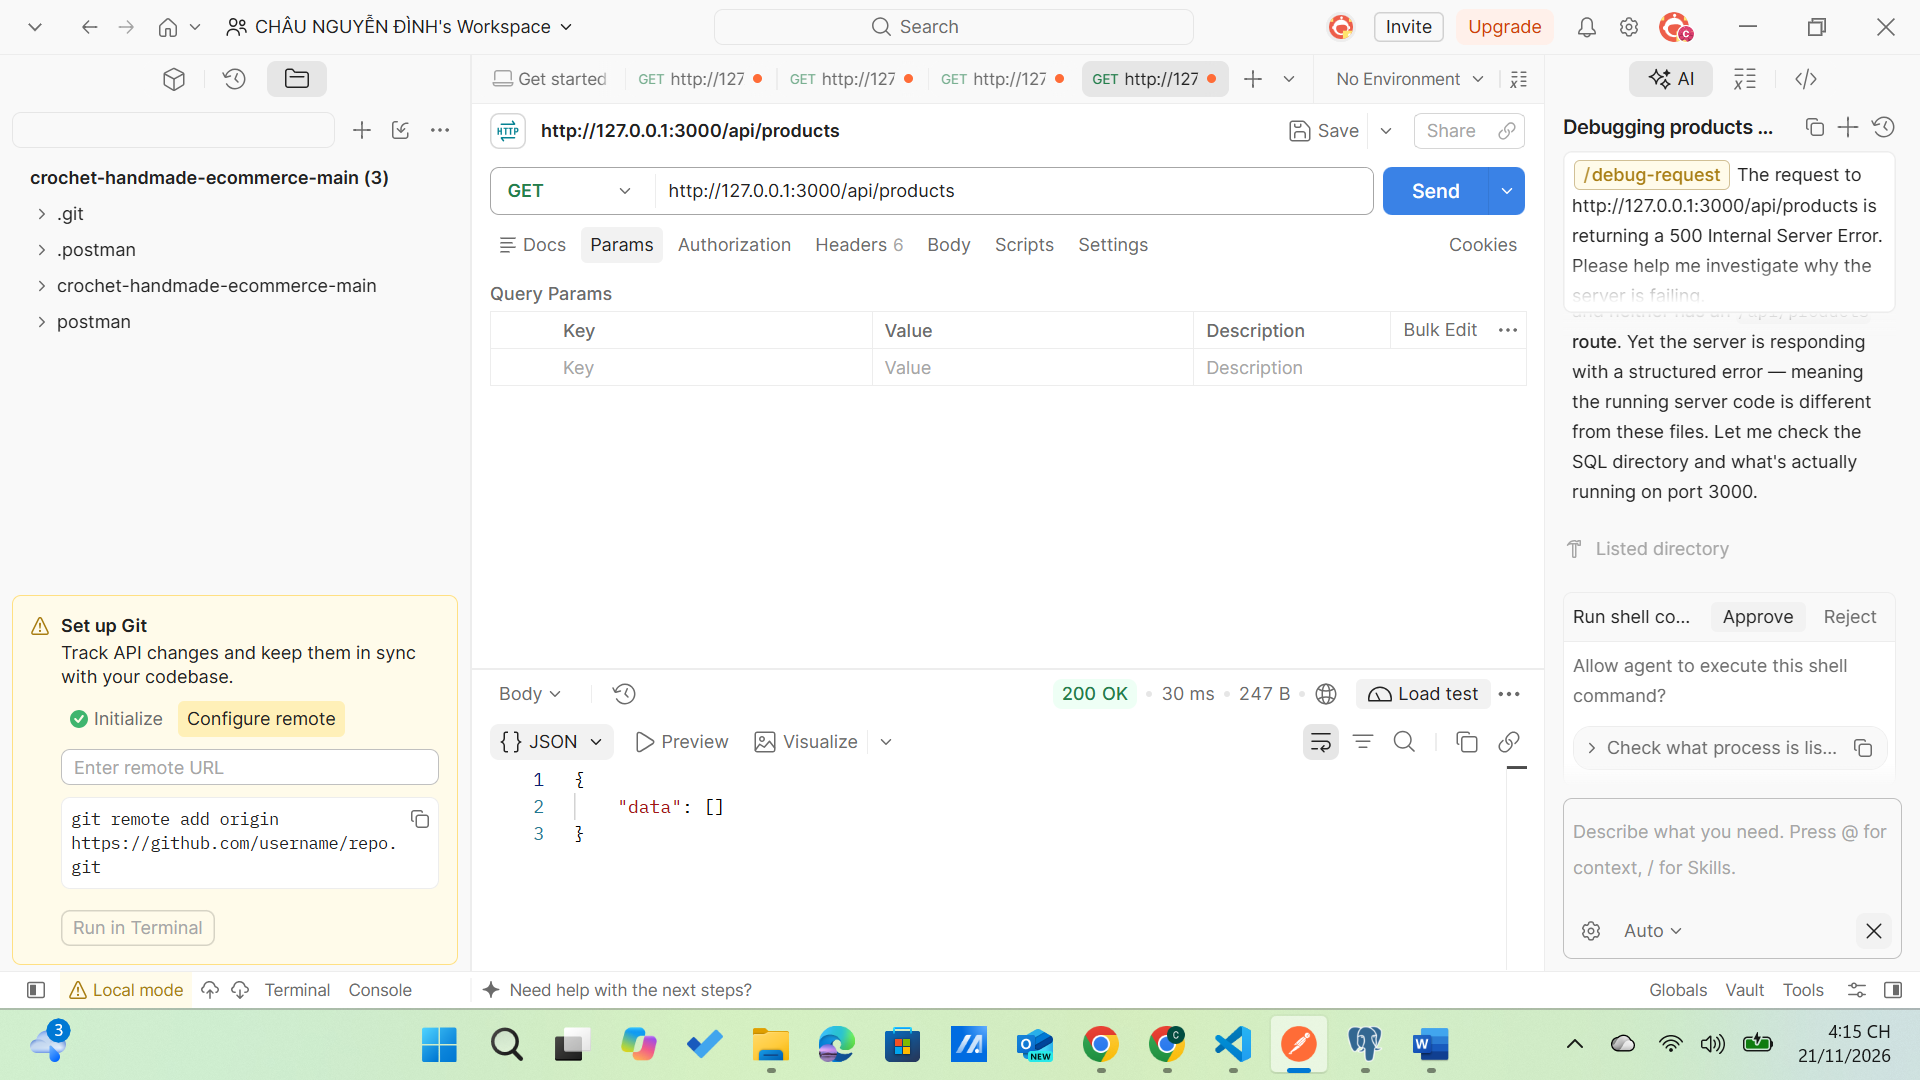 CHÂU NGUYỄN ĐÌNH's Workspace
Search
Invite
Upgrade
C
Get started
GET http://127
GET http://127
GET http://127
GET http://127
No Environment
AI
HTTP
http://127.0.0.1:3000/api/products
Save
Share
Debugging products ...
crochet-handmade-ecommerce-main (3)
.git
.postman
crochet-handmade-ecommerce-main
postman
GET
http://127.0.0.1:3000/api/products
Send
Docs
Params
Authorization
Headers 6
Body
Scripts
Settings
Cookies
Query Params
Key
Value
Description
Bulk Edit
Key
Value
Description
/debug-request The request to
http://127.0.0.1:3000/api/products is
returning a 500 Internal Server Error.
Please help me investigate why the
server is failing.
and neither has an /api/products
route. Yet the server is responding
with a structured error — meaning
the running server code is different
from these files. Let me check the
SQL directory and what's actually
running on port 3000.
Listed directory
Run shell co...
Approve
Reject
Allow agent to execute this shell
command?
Check what process is lis...
Describe what you need. Press @ for
context, / for Skills.
Auto
Set up Git
Track API changes and keep them in sync
with your codebase.
Initialize
Configure remote
Enter remote URL
git remote add origin
https://github.com/username/repo.
git
Run in Terminal
Body
200 OK
30 ms
247 B
Load test
{} JSON
Preview
Visualize
1 {
2 "data": []
3 }
Local mode
Terminal
Console
Need help with the next steps?
Globals
Vault
Tools
3
NEW
C
4:15 CH
21/11/2026